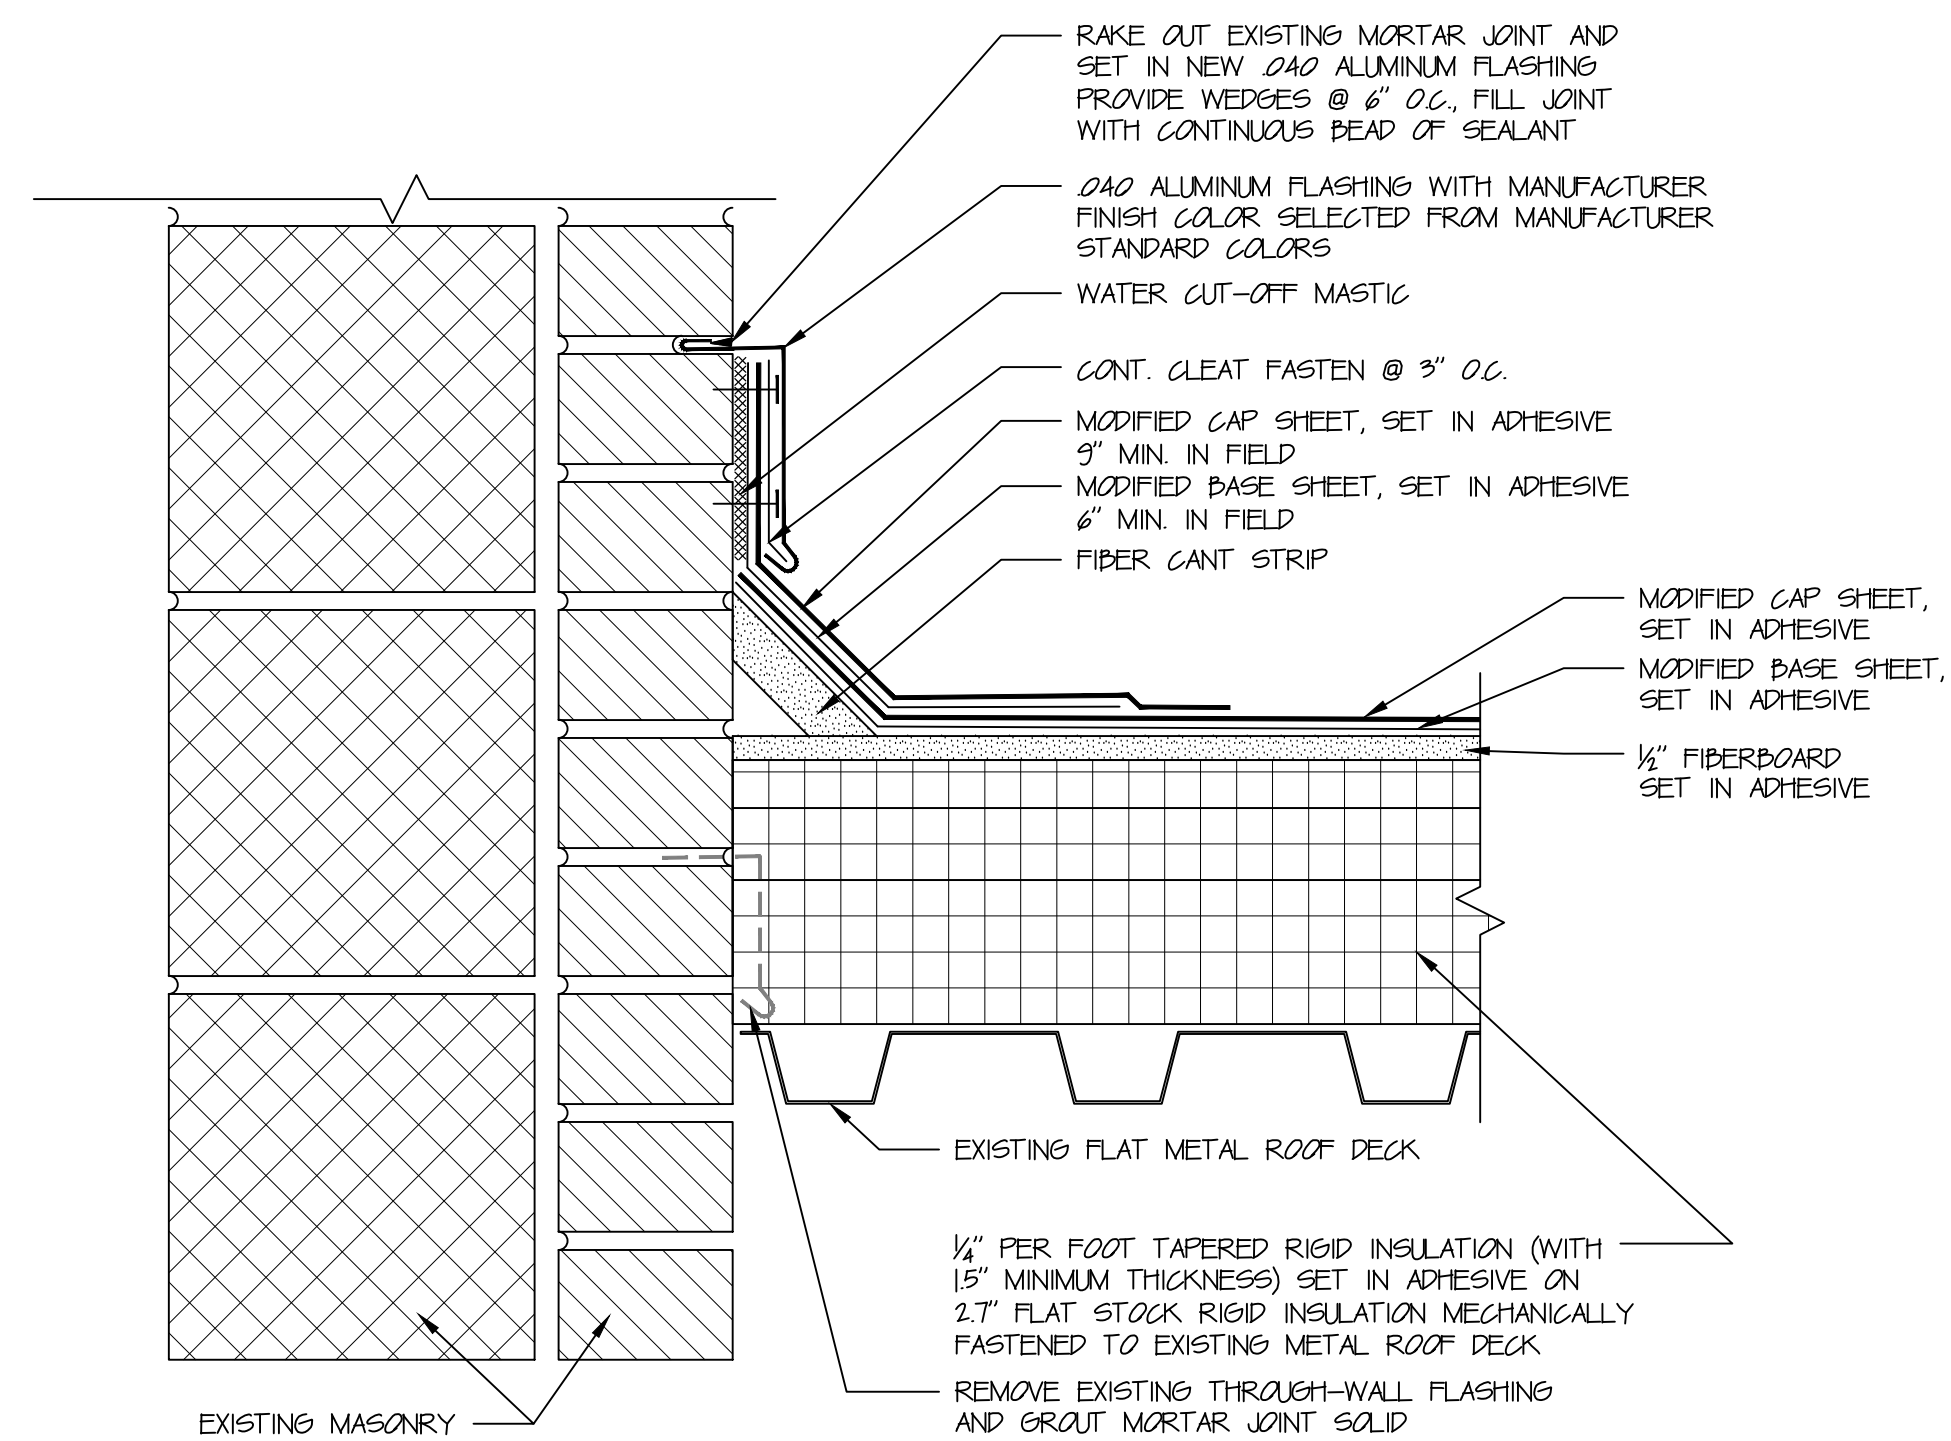 RAKE OUT EXISTING MORTAR JOINT AND
SET IN NEW .040 ALUMINUM FLASHING
PROVIDE WEDGES @ 6" O.C., FILL JOINT
WITH CONTINUOUS BEAD OF SEALANT
.040 ALUMINUM FLASHING WITH MANUFACTURER
FINISH COLOR SELECTED FROM MANUFACTURER
STANDARD COLORS
WATER CUT-OFF MASTIC
CONT. CLEAT FASTEN @ 3" O.C.
MODIFIED CAP SHEET, SET IN ADHESIVE
9" MIN. IN FIELD
MODIFIED BASE SHEET, SET IN ADHESIVE
6" MIN. IN FIELD
FIBER CANT STRIP
MODIFIED CAP SHEET,
SET IN ADHESIVE
MODIFIED BASE SHEET,
SET IN ADHESIVE
½" FIBERBOARD
SET IN ADHESIVE
EXISTING FLAT METAL ROOF DECK
¼" PER FOOT TAPERED RIGID INSULATION (WITH
1.5" MINIMUM THICKNESS) SET IN ADHESIVE ON
2.7" FLAT STOCK RIGID INSULATION MECHANICALLY
FASTENED TO EXISTING METAL ROOF DECK
REMOVE EXISTING THROUGH-WALL FLASHING
AND GROUT MORTAR JOINT SOLID
EXISTING MASONRY